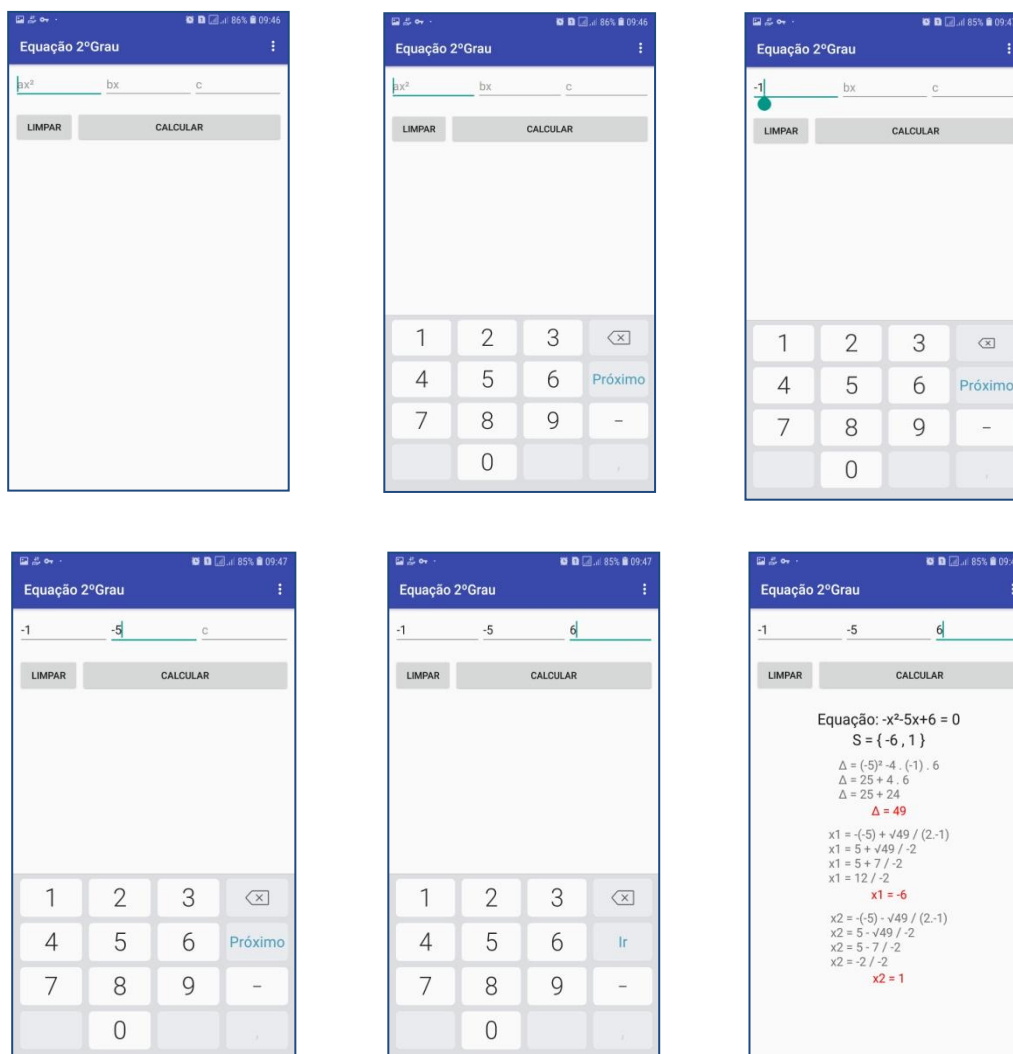 86% 09:46
Equação 2ºGrau
ax² bx c
LIMPAR CALCULAR
86% 09:46
Equação 2ºGrau
ax² bx c
LIMPAR CALCULAR
1 2 3
4 5 6 Próximo
7 8 9 -
0 ,
85% 09:47
Equação 2ºGrau
-1 bx c
LIMPAR CALCULAR
1 2 3
4 5 6 Próximo
7 8 9 -
0 ,
85% 09:47
Equação 2ºGrau
-1 -5 c
LIMPAR CALCULAR
1 2 3
4 5 6 Próximo
7 8 9 -
0 ,
85% 09:47
Equação 2ºGrau
-1 -5 6
LIMPAR CALCULAR
1 2 3
4 5 6 Ir
7 8 9 -
0 ,
85%
Equação 2ºGrau
-1 -5 6
LIMPAR CALCULAR
Equação: -x²-5x+6 = 0
S = { -6 , 1 }
Δ = (-5)² -4 . (-1) . 6
Δ = 25 + 4 . 6
Δ = 25 + 24
Δ = 49
x1 = -(-5) + √49 / (2.-1)
x1 = 5 + √49 / -2
x1 = 5 + 7 / -2
x1 = 12 / -2
x1 = -6
x2 = -(-5) - √49 / (2.-1)
x2 = 5 - √49 / -2
x2 = 5 - 7 / -2
x2 = -2 / -2
x2 = 1